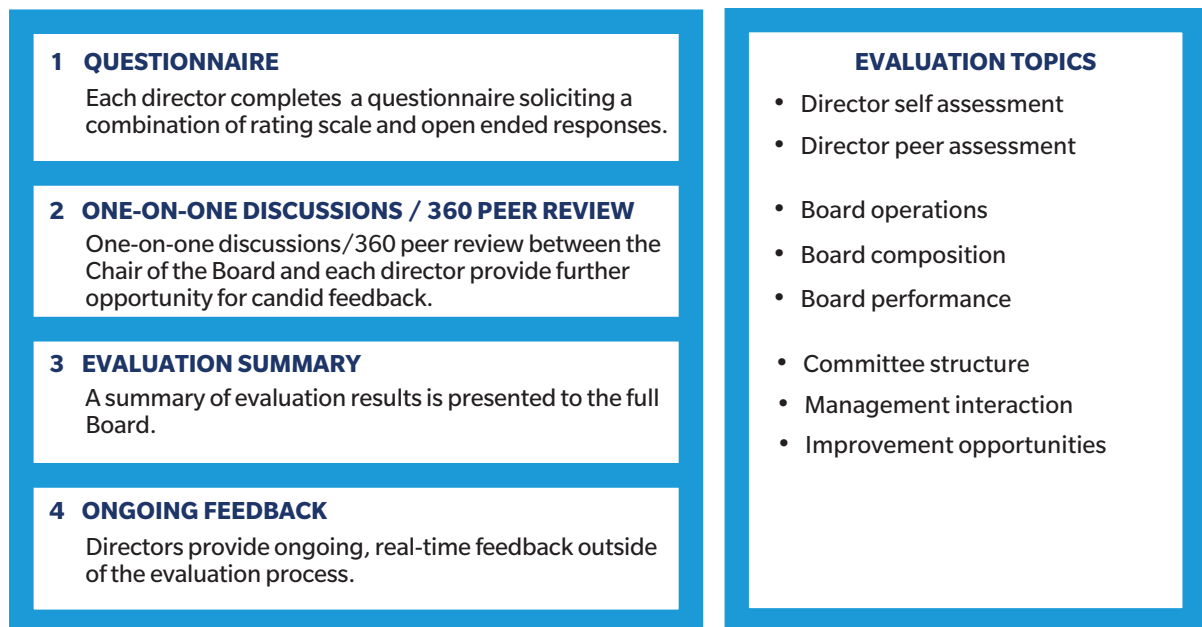 1 QUESTIONNAIRE
Each director completes a questionnaire soliciting a
combination of rating scale and open ended responses.
2 ONE-ON-ONE DISCUSSIONS / 360 PEER REVIEW
One-on-one discussions/360 peer review between the
Chair of the Board and each director provide further
opportunity for candid feedback.
3 EVALUATION SUMMARY
A summary of evaluation results is presented to the full
Board.
4 ONGOING FEEDBACK
Directors provide ongoing, real-time feedback outside
of the evaluation process.
EVALUATION TOPICS
• Director self assessment
• Director peer assessment
• Board operations
• Board composition
• Board performance
• Committee structure
• Management interaction
• Improvement opportunities